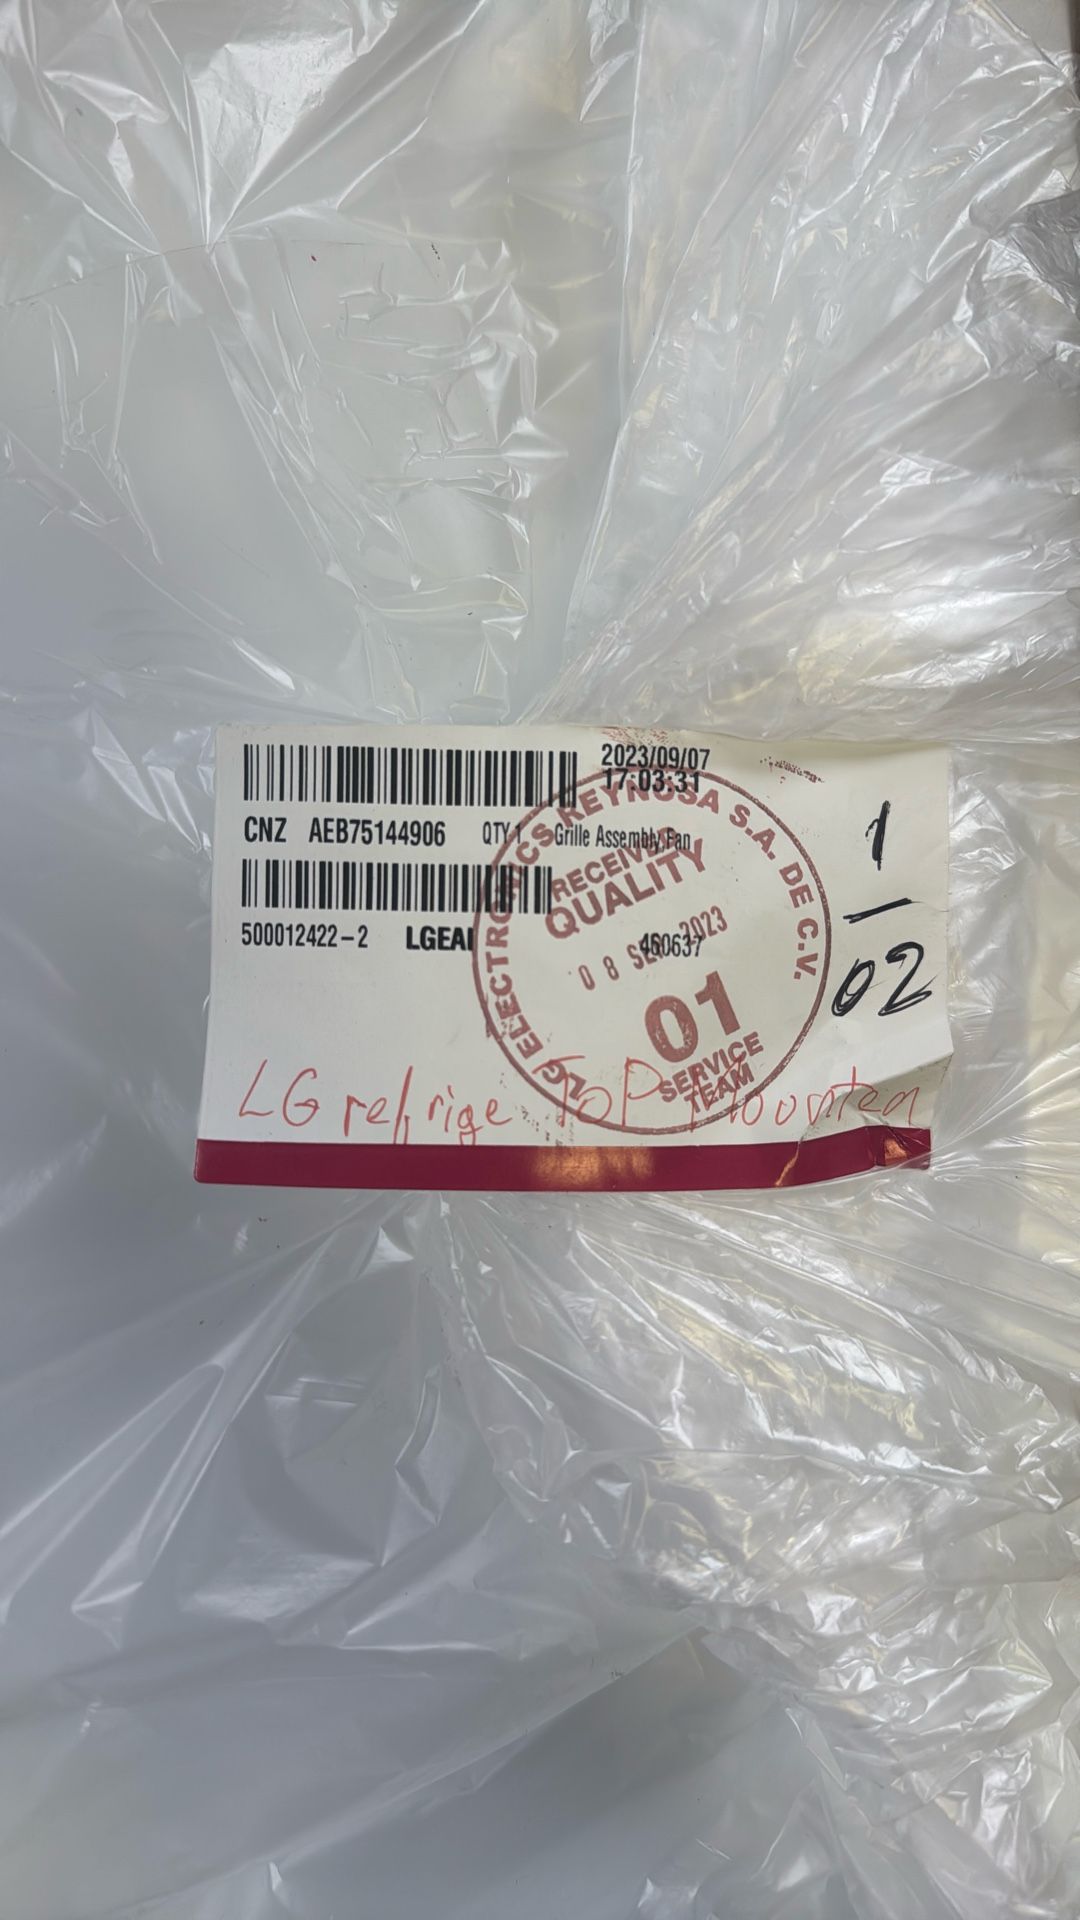 2023/09/07
17:03:31
CNZ AEB75144906 QTY 1 Grille Assembly,Fan
500012422-2 LGEAI 460637
LG ELECTRONICS REYNOSA S.A. DE C.V.
RECEIVED
QUALITY
08 SEP 2023
01
SERVICE
TEAM
1
02
LG refrige TOP Mounted